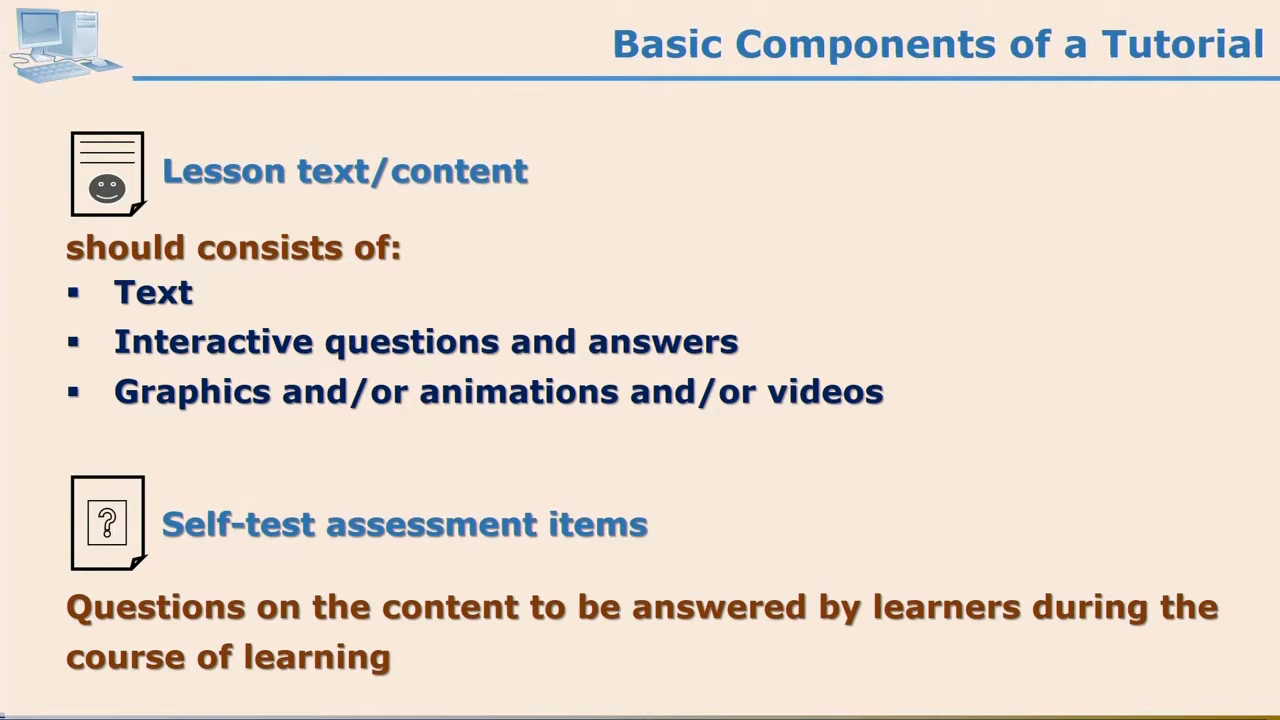 Basic Components of a Tutorial
Lesson text/content
should consists of:
▪ Text
▪ Interactive questions and answers
▪ Graphics and/or animations and/or videos
?
Self-test assessment items
Questions on the content to be answered by learners during the
course of learning